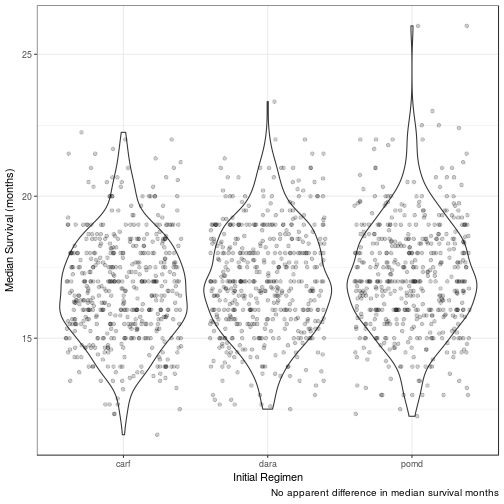 Median Survival (months)
25
20
15
carf dara pomd
Initial Regimen
No apparent difference in median survival months